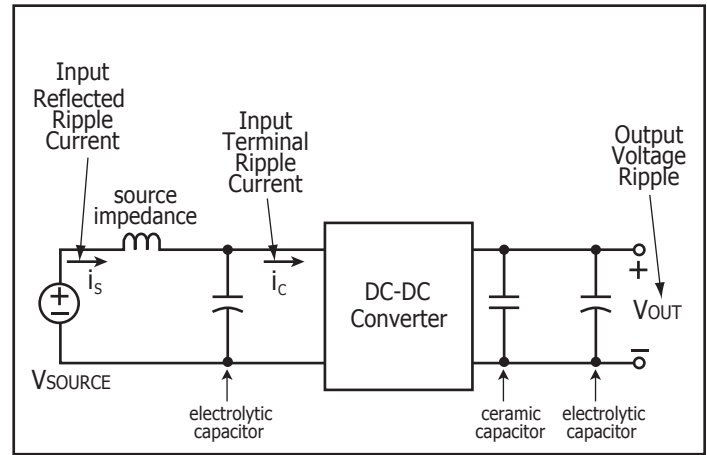 Input
Reflected
Ripple
Current
Input
Terminal
Ripple
Current
Output
Voltage
Ripple
source
impedance
iS
iC
DC-DC
Converter
+
VOUT
–
+
–
VSOURCE
electrolytic
capacitor
ceramic
capacitor
electrolytic
capacitor